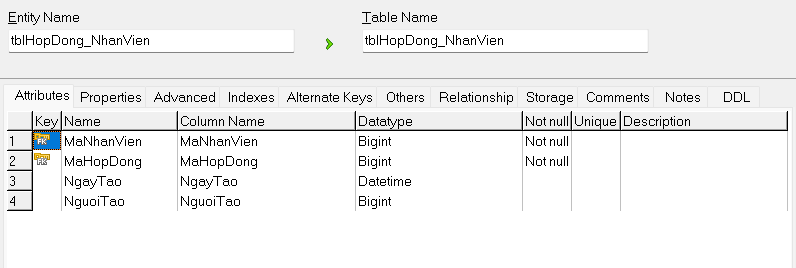 Entity Name Table Name
tblHopDong_NhanVien tblHopDong_NhanVien
Attributes Properties Advanced Indexes Alternate Keys Others Relationship Storage Comments Notes DDL
Key Name Column Name Datatype Not null Unique Description
1 MaNhanVien MaNhanVien Bigint Not null
2 MaHopDong MaHopDong Bigint Not null
3 NgayTao NgayTao Datetime
4 NguoiTao NguoiTao Bigint